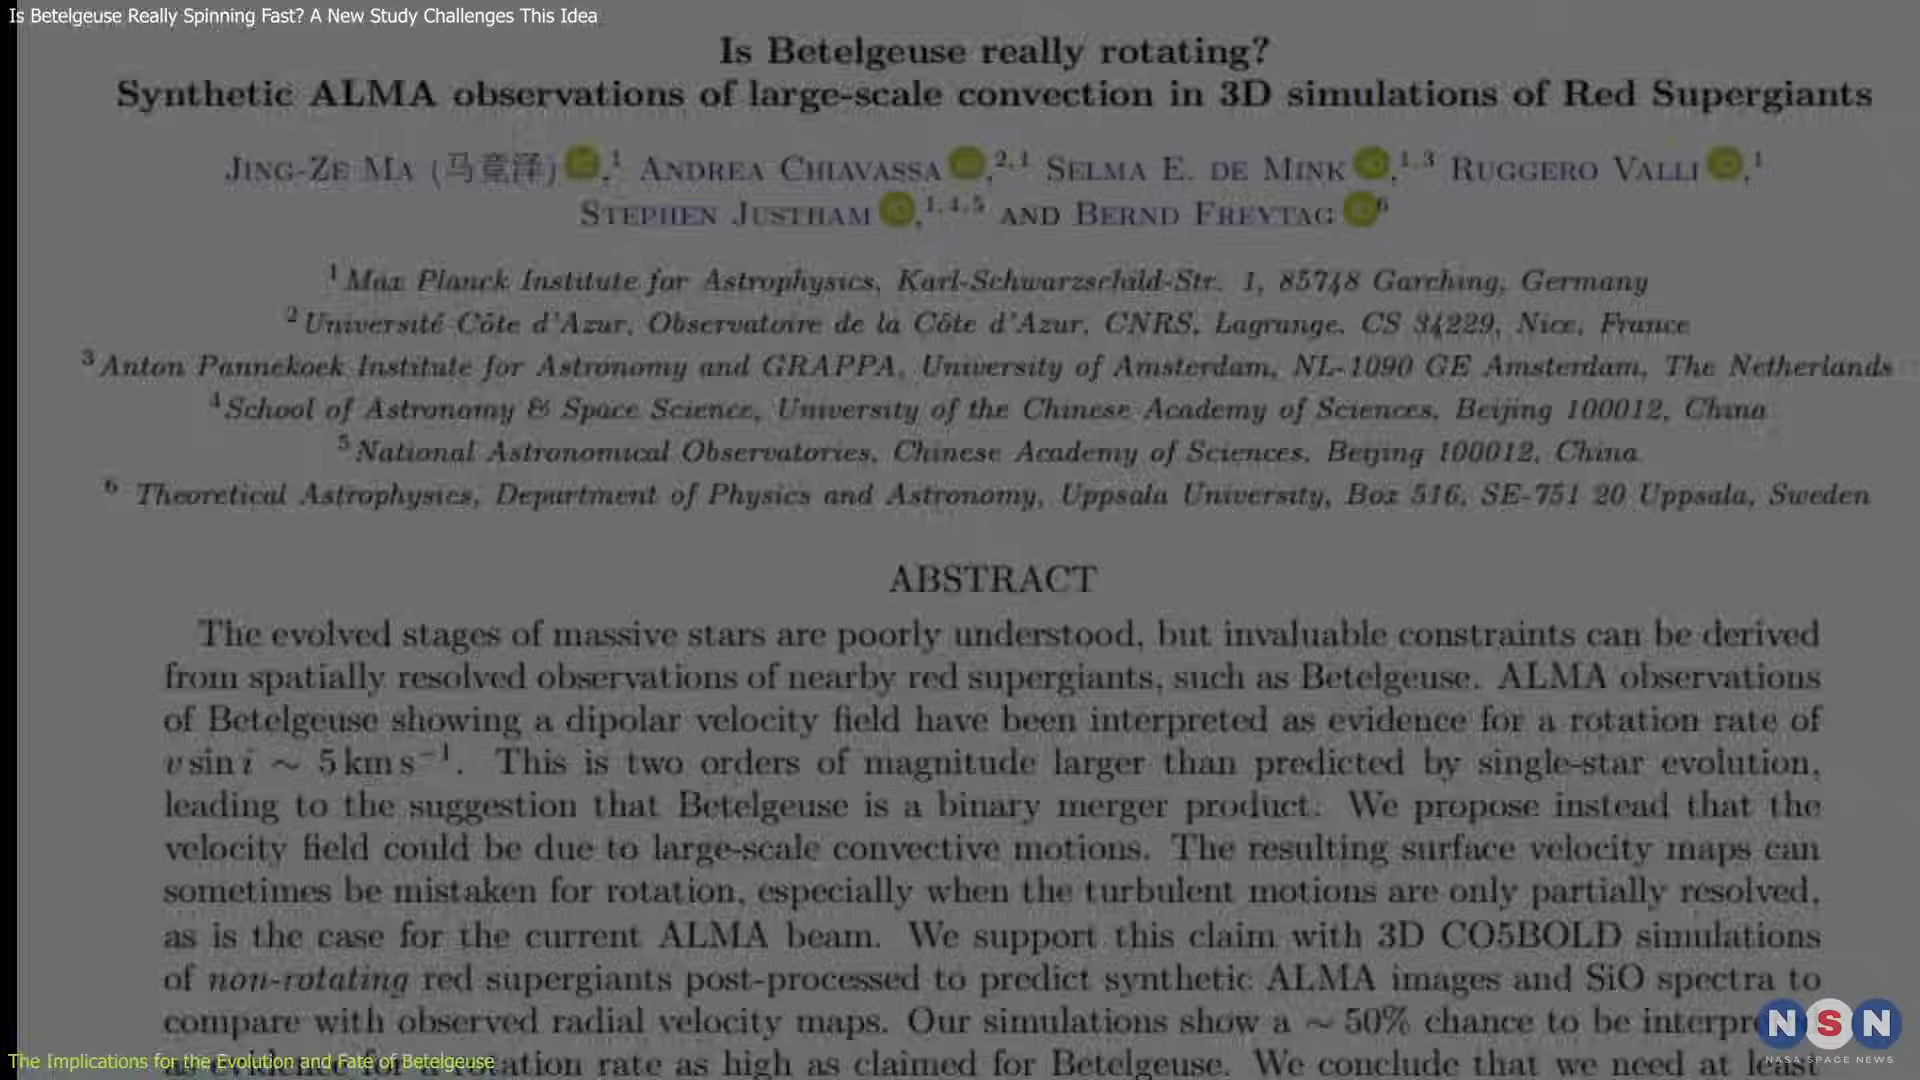 Is Betelgeuse Really Spinning Fast? A New Study Challenges This Idea
Is Betelgeuse really rotating?
Synthetic ALMA observations of large-scale convection in 3D simulations of Red Supergiants
JING-ZE MA (马竟泽),1 ANDREA CHIAVASSA,2,1 SELMA E. DE MINK,1,3 RUGGERO VALLI,1
STEPHEN JUSTHAM,1,4,5 AND BERND FREYTAG6
1 Max Planck Institute for Astrophysics, Karl-Schwarzschild-Str. 1, 85748 Garching, Germany
2 Université Côte d'Azur, Observatoire de la Côte d'Azur, CNRS, Lagrange, CS 34229, Nice, France
3 Anton Pannekoek Institute for Astronomy and GRAPPA, University of Amsterdam, NL-1090 GE Amsterdam, The Netherlands
4 School of Astronomy & Space Science, University of the Chinese Academy of Sciences, Beijing 100012, China
5 National Astronomical Observatories, Chinese Academy of Sciences, Beijing 100012, China
6 Theoretical Astrophysics, Department of Physics and Astronomy, Uppsala University, Box 516, SE-751 20 Uppsala, Sweden
ABSTRACT
The evolved stages of massive stars are poorly understood, but invaluable constraints can be derived
from spatially resolved observations of nearby red supergiants, such as Betelgeuse. ALMA observations
of Betelgeuse showing a dipolar velocity field have been interpreted as evidence for a rotation rate of
v sin i ∼ 5 km s−1. This is two orders of magnitude larger than predicted by single-star evolution,
leading to the suggestion that Betelgeuse is a binary merger product. We propose instead that the
velocity field could be due to large-scale convective motions. The resulting surface velocity maps can
sometimes be mistaken for rotation, especially when the turbulent motions are only partially resolved,
as is the case for the current ALMA beam. We support this claim with 3D CO5BOLD simulations
of non-rotating red supergiants post-processed to predict synthetic ALMA images and SiO spectra to
compare with observed radial velocity maps. Our simulations show a ∼ 50% chance to be interpre
NSN
NASA SPACE NEWS
The Implications for the Evolution and Fate of Betelgeuse
rate as high as claimed for Betelgeuse. We conclude that we need at least